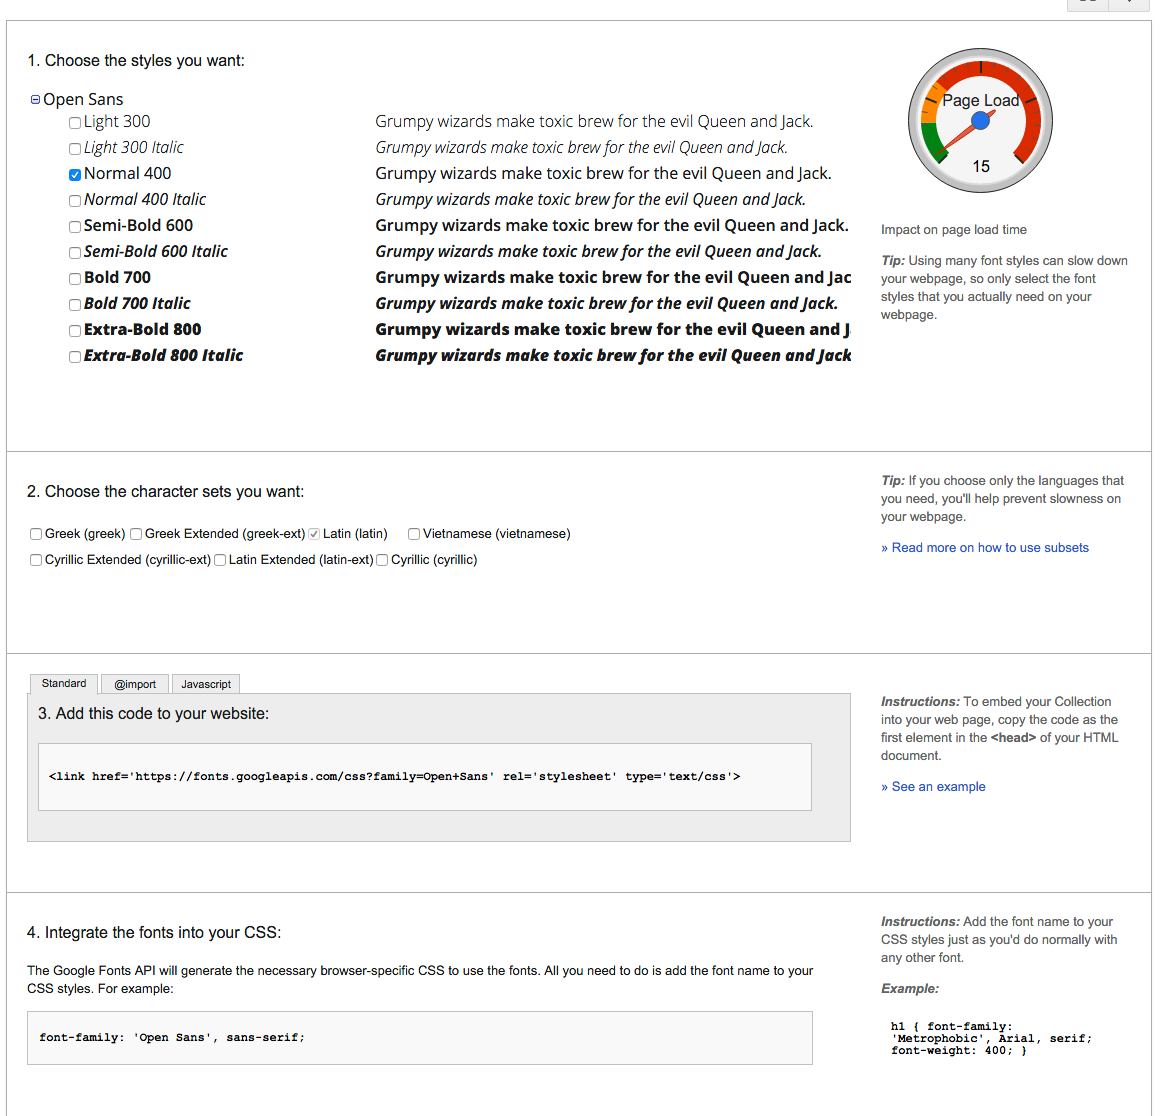 1. Choose the styles you want:
Open Sans
Light 300 Grumpy wizards make toxic brew for the evil Queen and Jack.
Light 300 Italic Grumpy wizards make toxic brew for the evil Queen and Jack.
Normal 400 Grumpy wizards make toxic brew for the evil Queen and Jack.
Normal 400 Italic Grumpy wizards make toxic brew for the evil Queen and Jack.
Semi-Bold 600 Grumpy wizards make toxic brew for the evil Queen and Jack.
Semi-Bold 600 Italic Grumpy wizards make toxic brew for the evil Queen and Jack.
Bold 700 Grumpy wizards make toxic brew for the evil Queen and Jac
Bold 700 Italic Grumpy wizards make toxic brew for the evil Queen and Jack.
Extra-Bold 800 Grumpy wizards make toxic brew for the evil Queen and J
Extra-Bold 800 Italic Grumpy wizards make toxic brew for the evil Queen and Jack
Page Load
15
Impact on page load time
Tip: Using many font styles can slow down
your webpage, so only select the font
styles that you actually need on your
webpage.
2. Choose the character sets you want:
Greek (greek) Greek Extended (greek-ext) Latin (latin) Vietnamese (vietnamese)
Cyrillic Extended (cyrillic-ext) Latin Extended (latin-ext) Cyrillic (cyrillic)
Tip: If you choose only the languages that
you need, you'll help prevent slowness on
your webpage.
» Read more on how to use subsets
Standard @import Javascript
3. Add this code to your website:
<link href='https://fonts.googleapis.com/css?family=Open+Sans' rel='stylesheet' type='text/css'>
Instructions: To embed your Collection
into your web page, copy the code as the
first element in the <head> of your HTML
document.
» See an example
4. Integrate the fonts into your CSS:
The Google Fonts API will generate the necessary browser-specific CSS to use the fonts. All you need to do is add the font name to your
CSS styles. For example:
font-family: 'Open Sans', sans-serif;
Instructions: Add the font name to your
CSS styles just as you'd do normally with
any other font.
Example:
h1 { font-family:
'Metrophobic', Arial, serif;
font-weight: 400; }